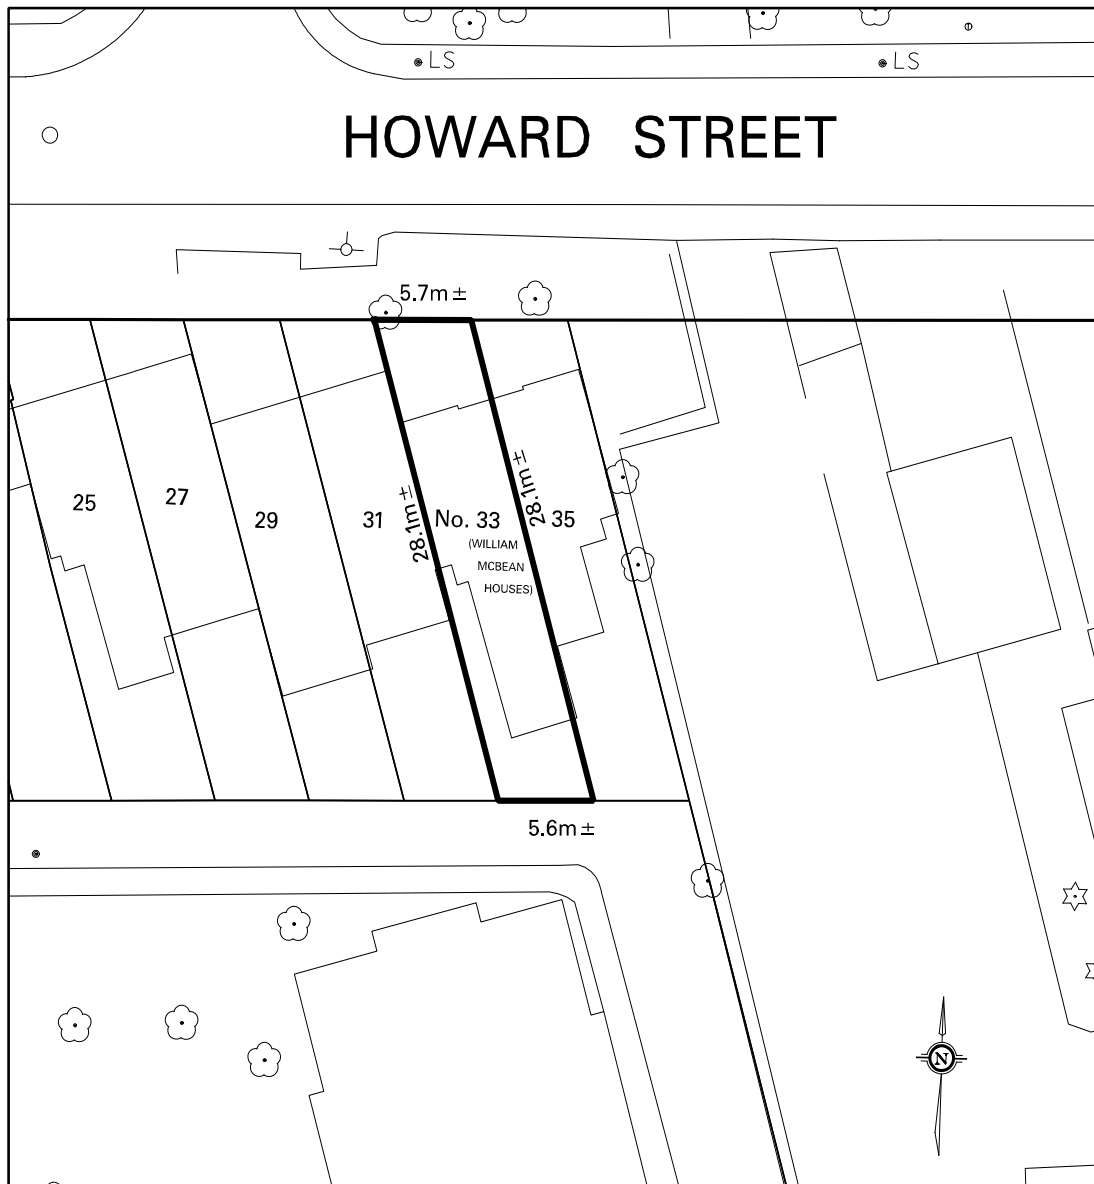 LS
LS
HOWARD STREET
5.7m ±
25
27
29
31
28.1m ±
No. 33
(WILLIAM
MCBEAN
HOUSES)
28.1m ±
35
5.6m ±
N